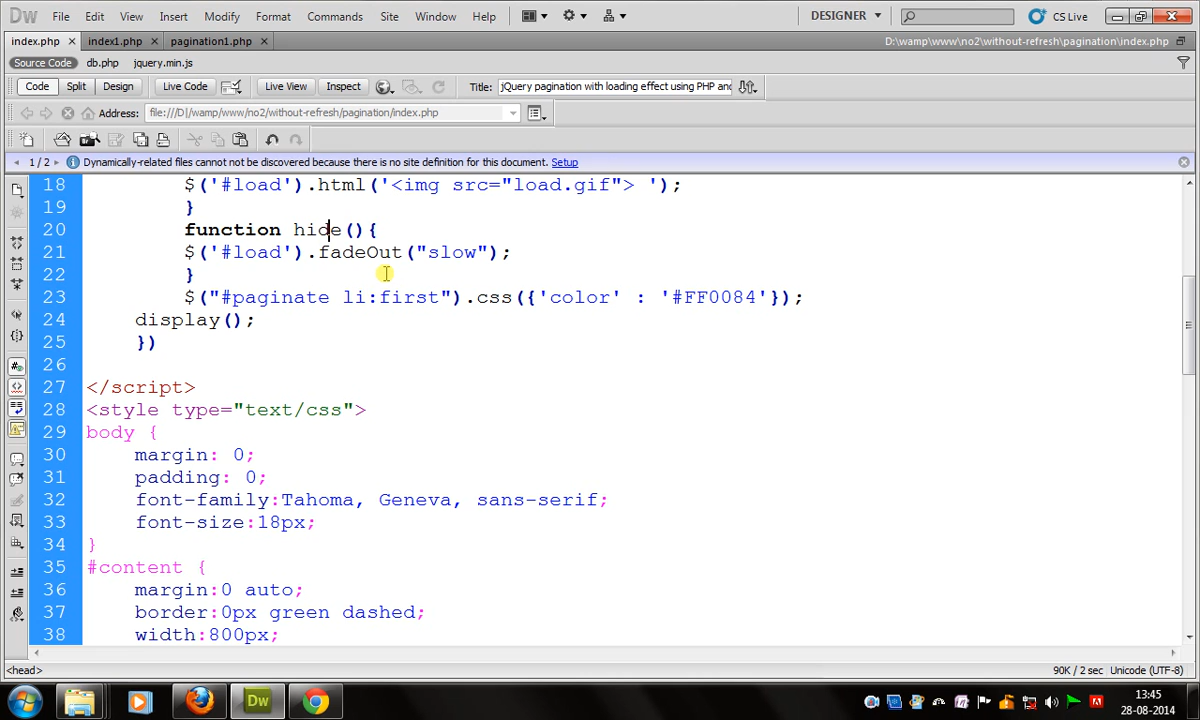 Dw File Edit View Insert Modify Format Commands Site Window Help DESIGNER CS Live
index.php index1.php pagination1.php D:\wamp\www\no2\without-refresh\pagination\index.php
Source Code db.php jquery.min.js
Code Split Design Live Code Live View Inspect Title: jQuery pagination with loading effect using PHP and
Address: file:///D|/wamp/www/no2/without-refresh/pagination/index.php
1/2 Dynamically-related files cannot not be discovered because there is no site definition for this document. Setup
18 $('#load').html('<img src="load.gif"> ');
19 }
20 function hide(){
21 $('#load').fadeOut("slow");
22 }
23 $("#paginate li:first").css({'color' : '#FF0084'});
24 display();
25 })
26
27 </script>
28 <style type="text/css">
29 body {
30 margin: 0;
31 padding: 0;
32 font-family:Tahoma, Geneva, sans-serif;
33 font-size:18px;
34 }
35 #content {
36 margin:0 auto;
37 border:0px green dashed;
38 width:800px;
<head> 90K / 2 sec Unicode (UTF-8)
Dw 13:45
28-08-2014